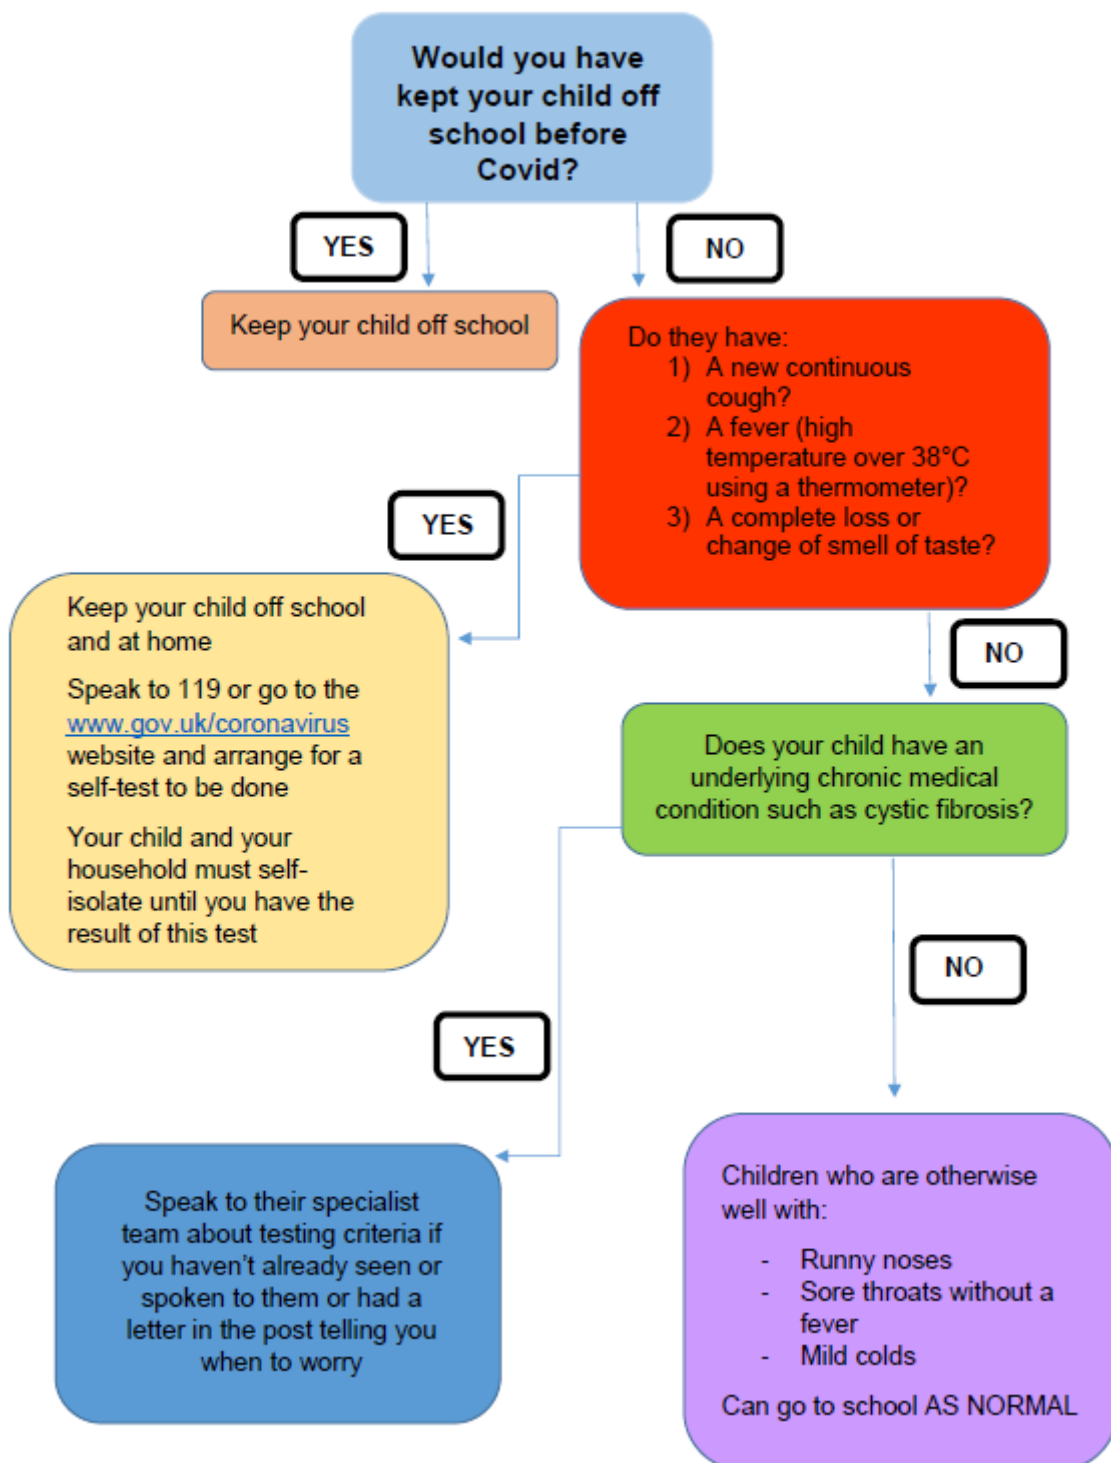 Would you have
kept your child off
school before
Covid?
YES
NO
Keep your child off school
Do they have:
1) A new continuous
cough?
2) A fever (high
temperature over 38°C
using a thermometer)?
3) A complete loss or
change of smell of taste?
YES
NO
Keep your child off school
and at home
Speak to 119 or go to the
www.gov.uk/coronavirus
website and arrange for a
self-test to be done
Your child and your
household must self-
isolate until you have the
result of this test
Does your child have an
underlying chronic medical
condition such as cystic fibrosis?
YES
NO
Speak to their specialist
team about testing criteria if
you haven't already seen or
spoken to them or had a
letter in the post telling you
when to worry
Children who are otherwise
well with:
- Runny noses
- Sore throats without a
fever
- Mild colds
Can go to school AS NORMAL